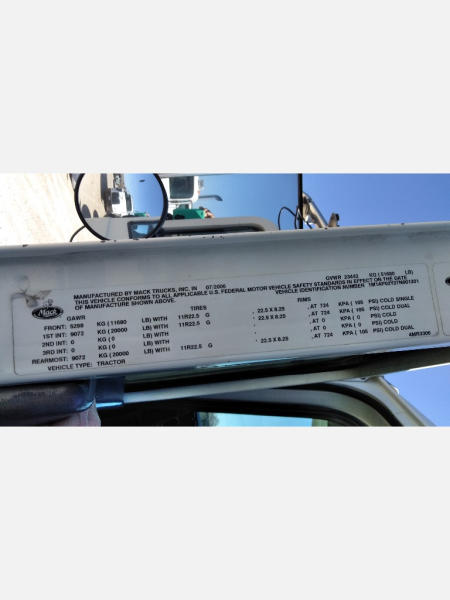 MANUFACTURED BY MACK TRUCKS, INC. IN 07/2006 GVWR 23442 KG (51680 LB)
THIS VEHICLE CONFORMS TO ALL APPLICABLE U.S. FEDERAL MOTOR VEHICLE SAFETY STANDARDS IN EFFECT ON THE DATE
OF MANUFACTURE SHOWN ABOVE. VEHICLE IDENTIFICATION NUMBER
Mack
GAWR TIRES RIMS
FRONT: 5298 KG (11680 LB) WITH 11R22.5 G , 22.5 X 8.25 , AT 724 KPA ( 105 PSI) COLD SINGLE
1ST INT: 9072 KG (20000 LB) WITH 11R22.5 G , 22.5 X 8.25 , AT 724 KPA ( 105 PSI) COLD DUAL
2ND INT: 0 KG ( 0 LB) WITH , , AT 0 KPA ( 0 PSI) COLD
3RD INT: 0 KG ( 0 LB) WITH , , AT 0 KPA ( 0 PSI) COLD
REARMOST: 9072 KG (20000 LB) WITH 11R22.5 G , 22.5 X 8.25 , AT 724 KPA ( 105 PSI) COLD DUAL
VEHICLE TYPE: TRACTOR